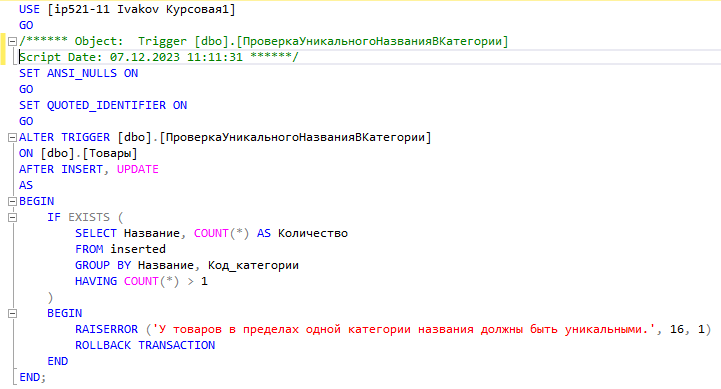 USE [ip521-11 Ivakov Курсовая1]
GO
/****** Object:  Trigger [dbo].[ПроверкаУникальногоНазванияВКатегории]
Script Date: 07.12.2023 11:11:31 ******/
SET ANSI_NULLS ON
GO
SET QUOTED_IDENTIFIER ON
GO
ALTER TRIGGER [dbo].[ПроверкаУникальногоНазванияВКатегории]
ON [dbo].[Товары]
AFTER INSERT, UPDATE
AS
BEGIN
    IF EXISTS (
        SELECT Название, COUNT(*) AS Количество
        FROM inserted
        GROUP BY Название, Код_категории
        HAVING COUNT(*) > 1
    )
    BEGIN
        RAISERROR ('У товаров в пределах одной категории названия должны быть уникальными.', 16, 1)
        ROLLBACK TRANSACTION
    END
END;